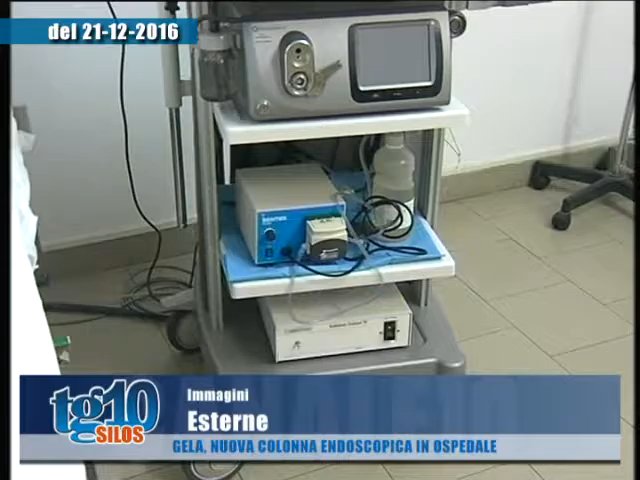 del 21-12-2016
tg10
SILOS
Immagini
Esterne
GELA, NUOVA COLONNA ENDOSCOPICA IN OSPEDALE